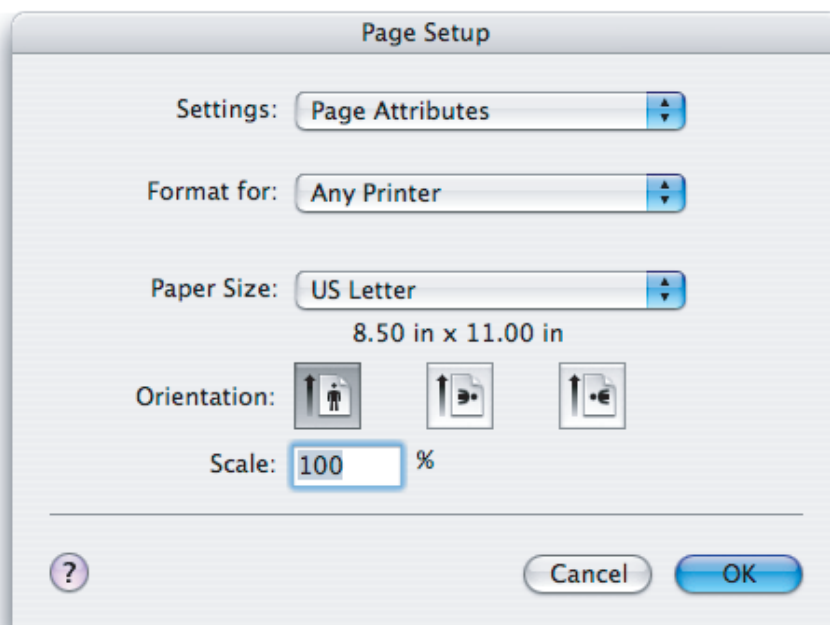 Page Setup
Settings: Page Attributes
Format for: Any Printer
Paper Size: US Letter
8.50 in x 11.00 in
Orientation:
Scale: 100 %
? Cancel OK